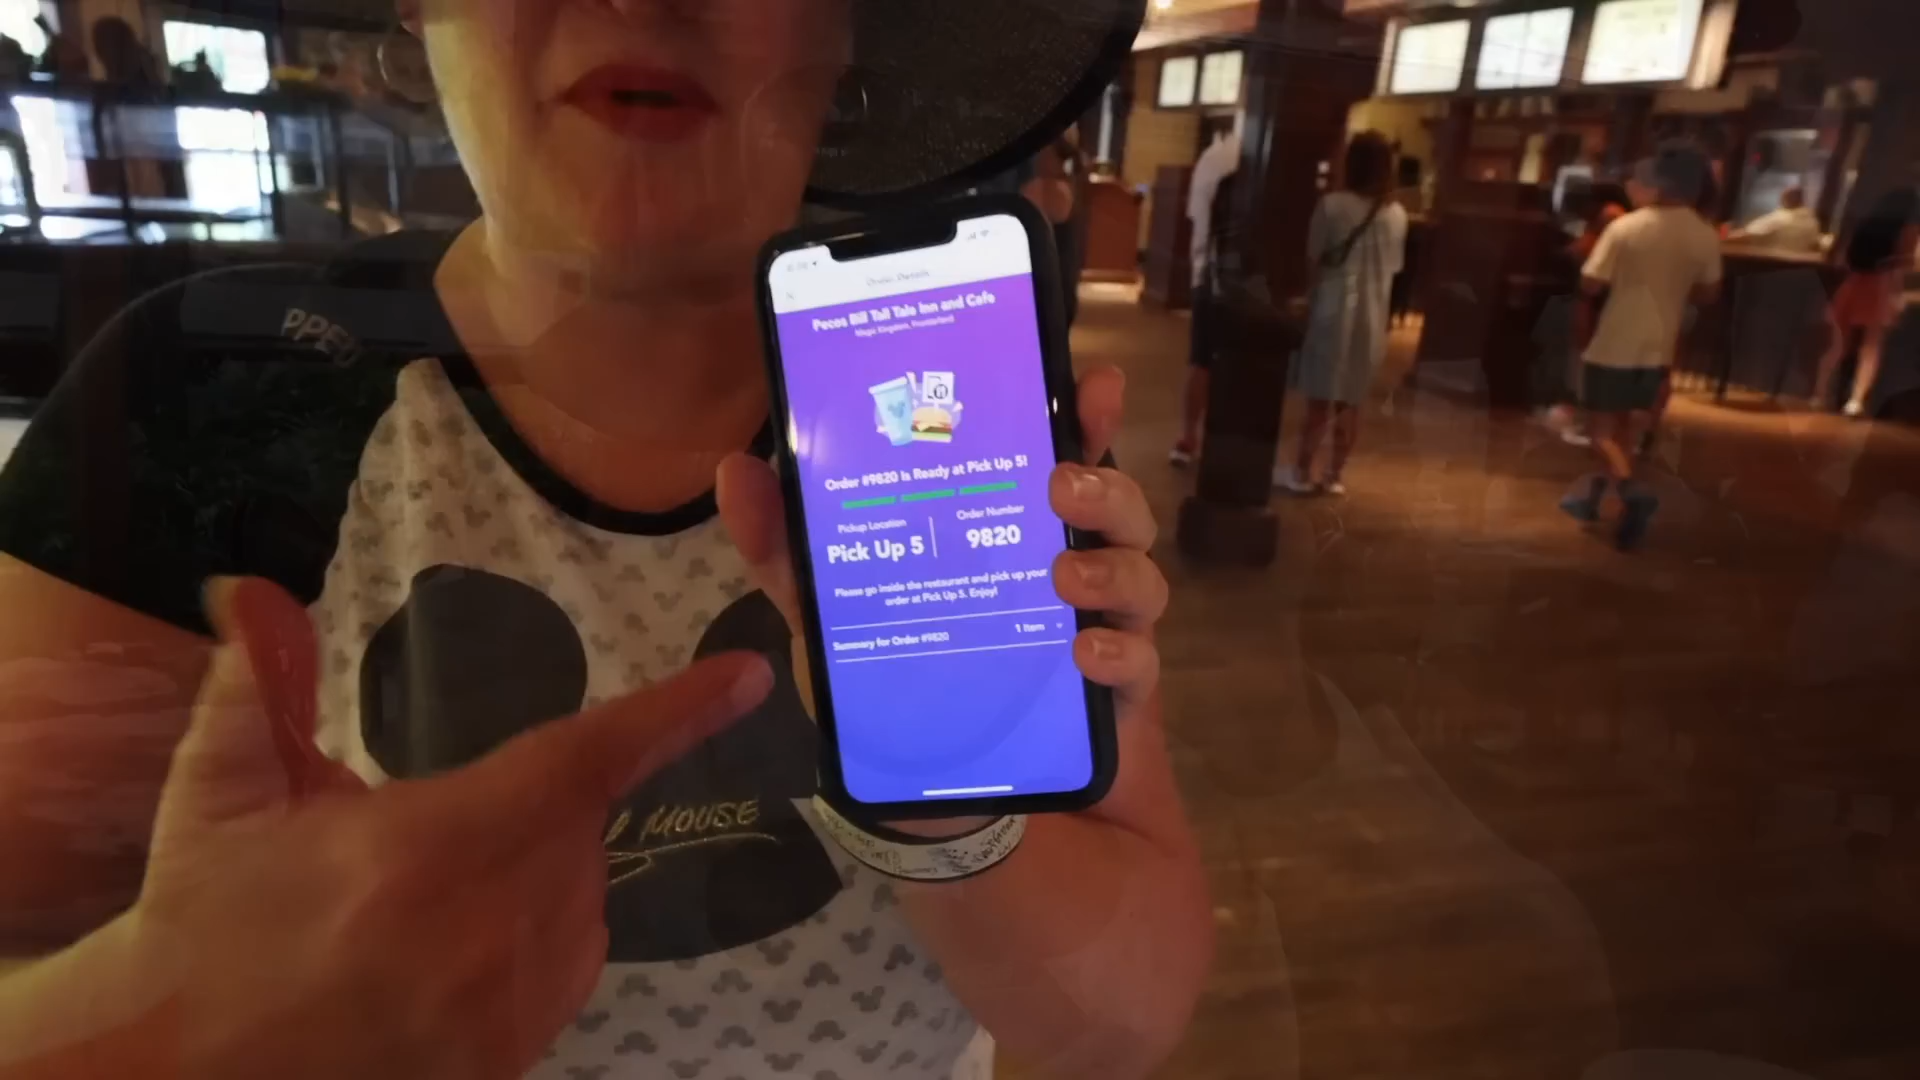 Order Details
Pecos Bill Tall Tale Inn and Cafe
Magic Kingdom, Frontierland
Order #9820 Is Ready at Pick Up 5!
Pickup Location
Pick Up 5
Order Number
9820
Please go inside the restaurant and pick up your
order at Pick Up 5. Enjoy!
Summary for Order #9820
1 Item
PPED
MOUSE